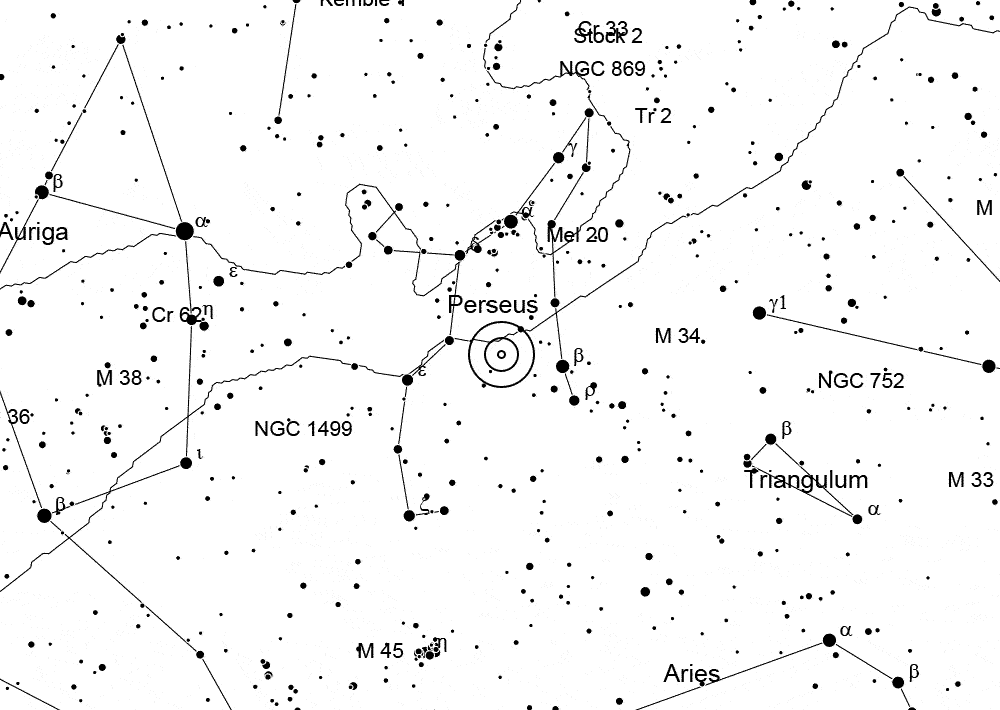 Kemble 1
Cr 33
Stock 2
NGC 869
Tr 2
γ
β
α
α
M
Auriga
δ
Mel 20
ε
Perseus
γ1
Cr 62
η
M 34
β
M 38
ε
NGC 752
ρ
36
NGC 1499
β
ι
Triangulum
M 33
β
ζ
α
α
M 45
η
Aries
β